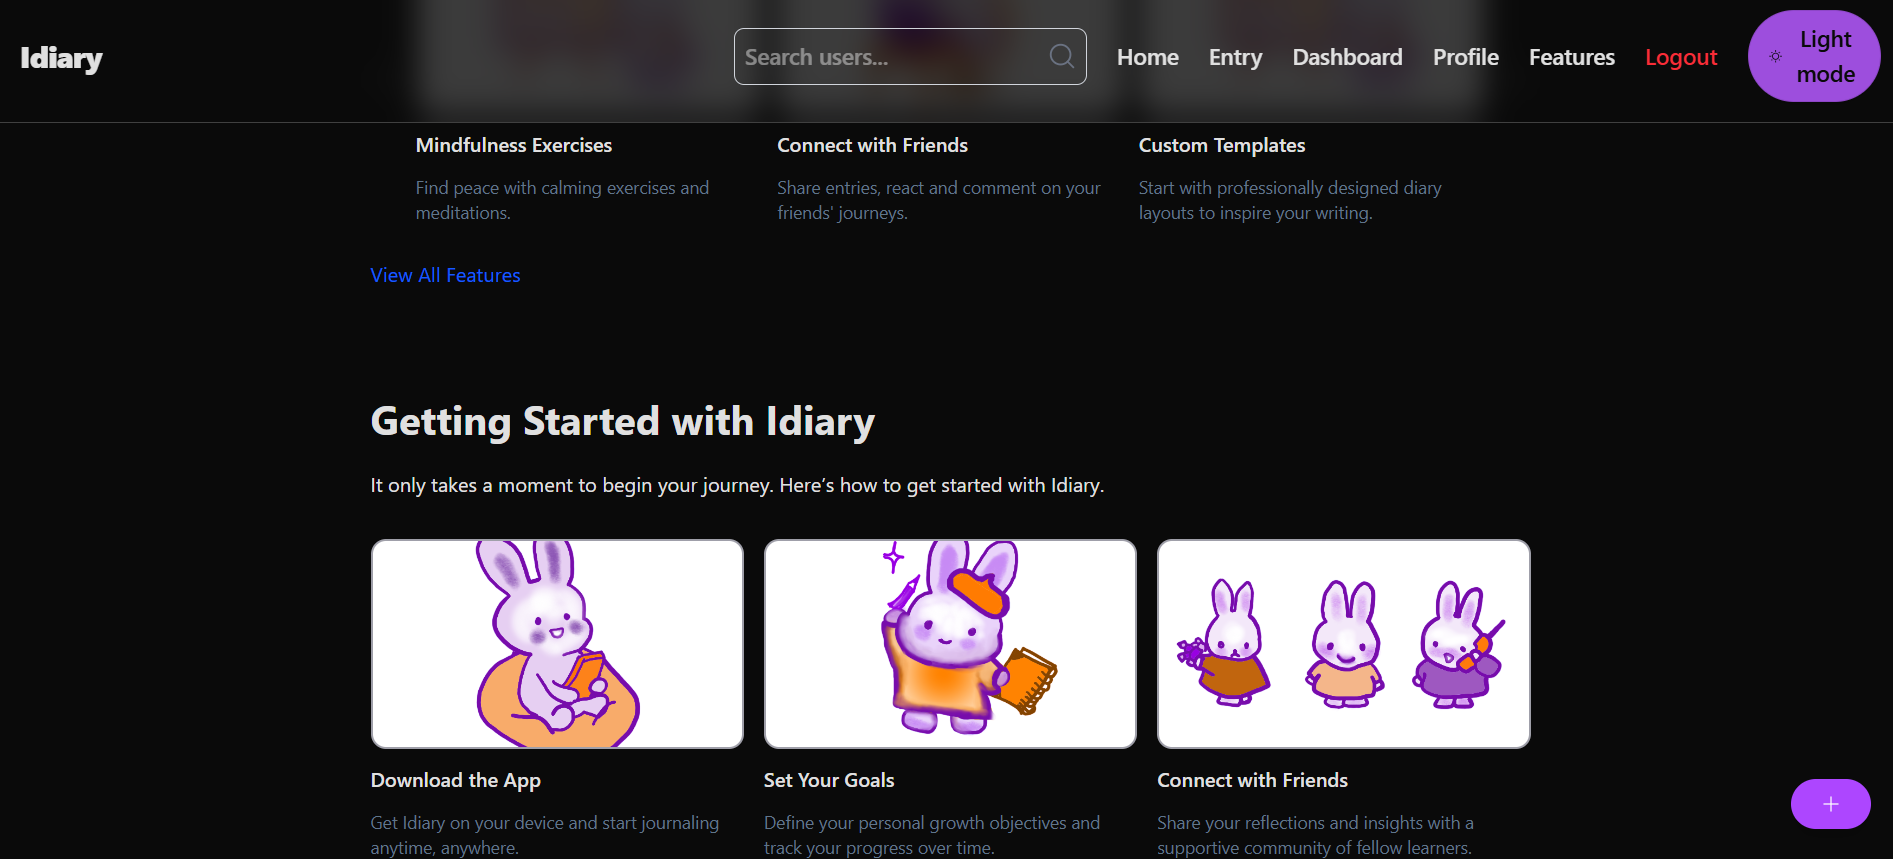 Idiary
Search users...
Home
Entry
Dashboard
Profile
Features
Logout
Light
mode
Mindfulness Exercises
Find peace with calming exercises and
meditations.
Connect with Friends
Share entries, react and comment on your
friends' journeys.
Custom Templates
Start with professionally designed diary
layouts to inspire your writing.
View All Features
Getting Started with Idiary
It only takes a moment to begin your journey. Here’s how to get started with Idiary.
Download the App
Get Idiary on your device and start journaling
anytime, anywhere.
Set Your Goals
Define your personal growth objectives and
track your progress over time.
Connect with Friends
Share your reflections and insights with a
supportive community of fellow learners.
+